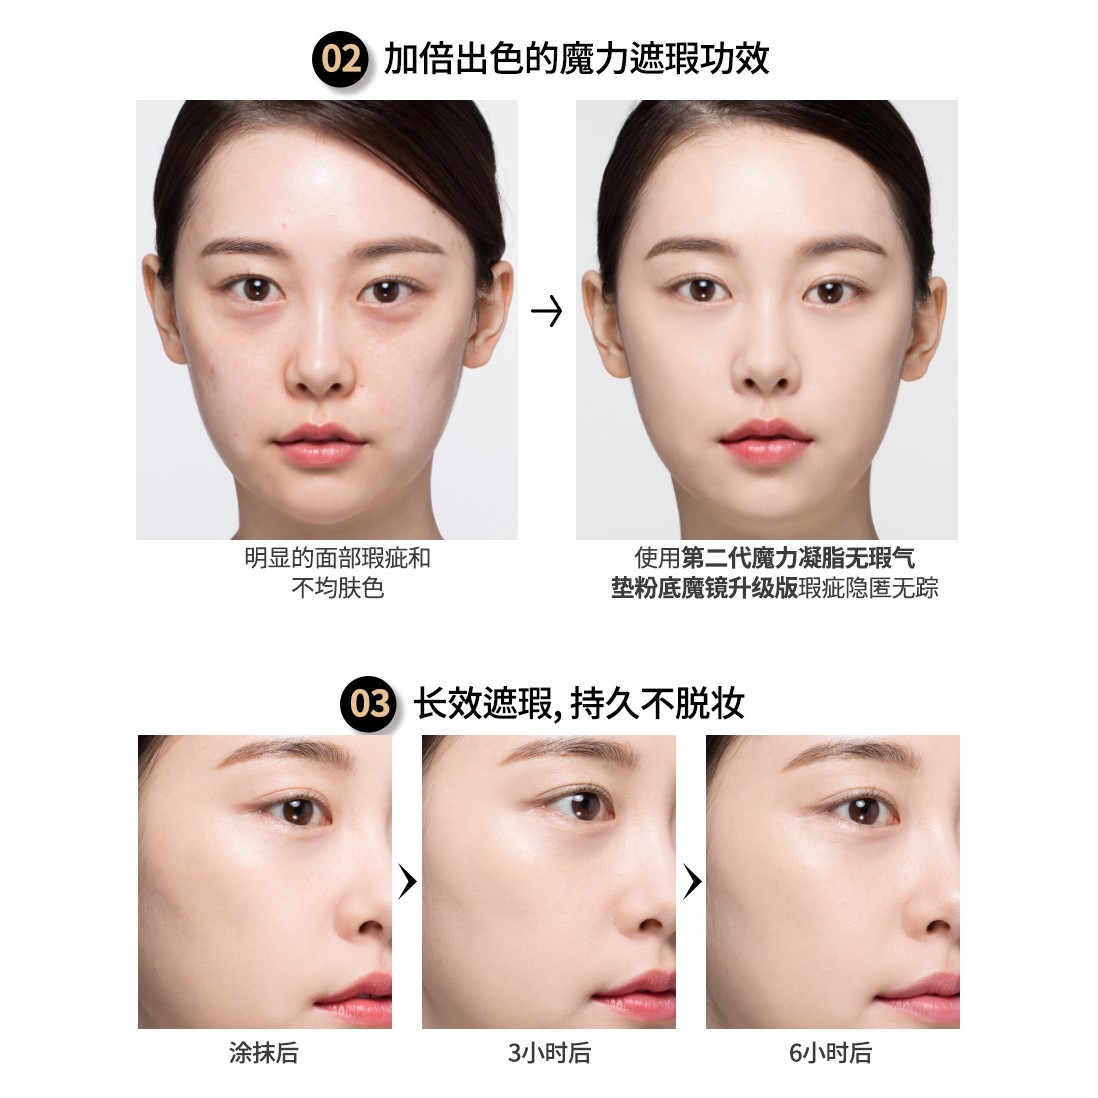 02 加倍出色的魔力遮瑕功效
明显的面部瑕疵和
不均肤色
使用第二代魔力凝脂无瑕气
垫粉底魔镜升级版瑕疵隐匿无踪
03 长效遮瑕, 持久不脱妆
涂抹后
3小时后
6小时后